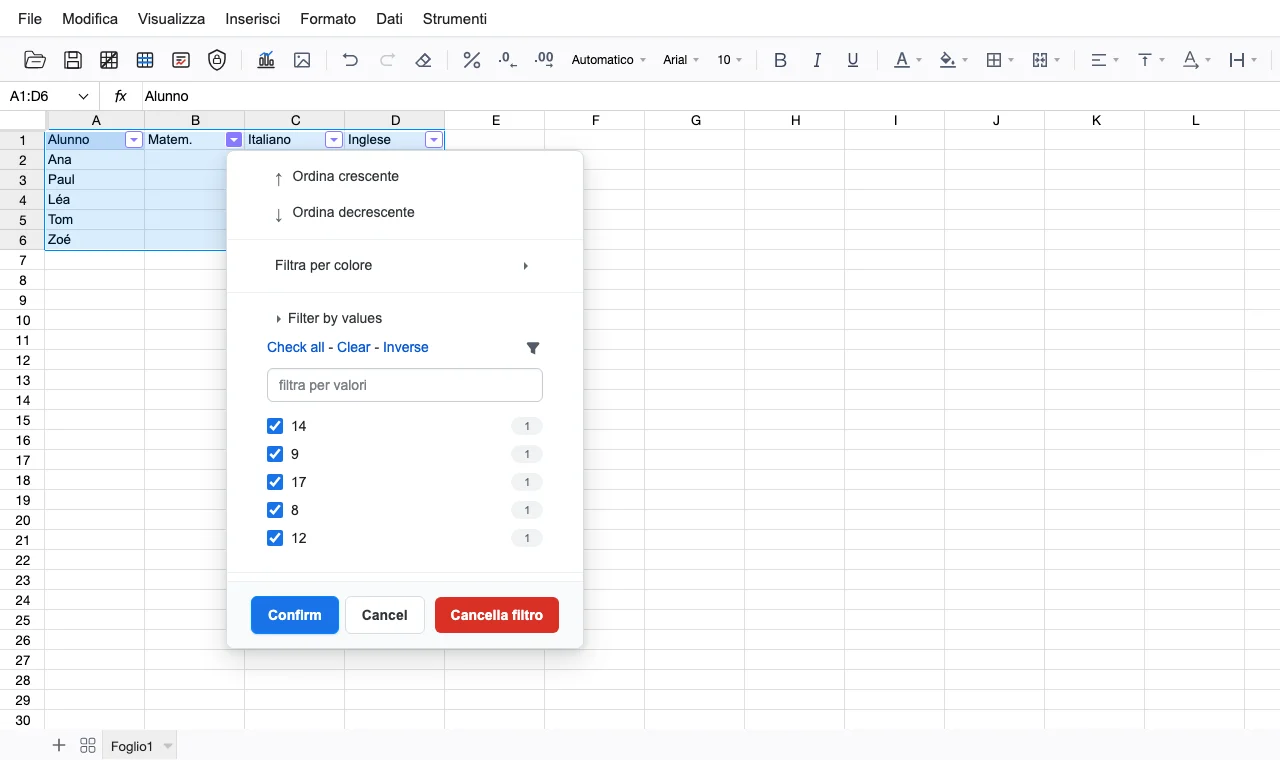 File Modifica Visualizza Inserisci Formato Dati Strumenti
% .0 .00 Automatico Arial 10 B I U A A
A1:D6 fx Alunno
A B C D E F G H I J K L
1 Alunno Matem. Italiano Inglese
2 Ana
3 Paul
4 Léa
5 Tom
6 Zoé
7
8
9
10
11
12
13
14
15
16
17
18
19
20
21
22
23
24
25
26
27
28
29
30
↑ Ordina crescente
↓ Ordina decrescente
Filtra per colore
Filter by values
Check all - Clear - Inverse
filtra per valori
14 1
9 1
17 1
8 1
12 1
Confirm Cancel Cancella filtro
Foglio1